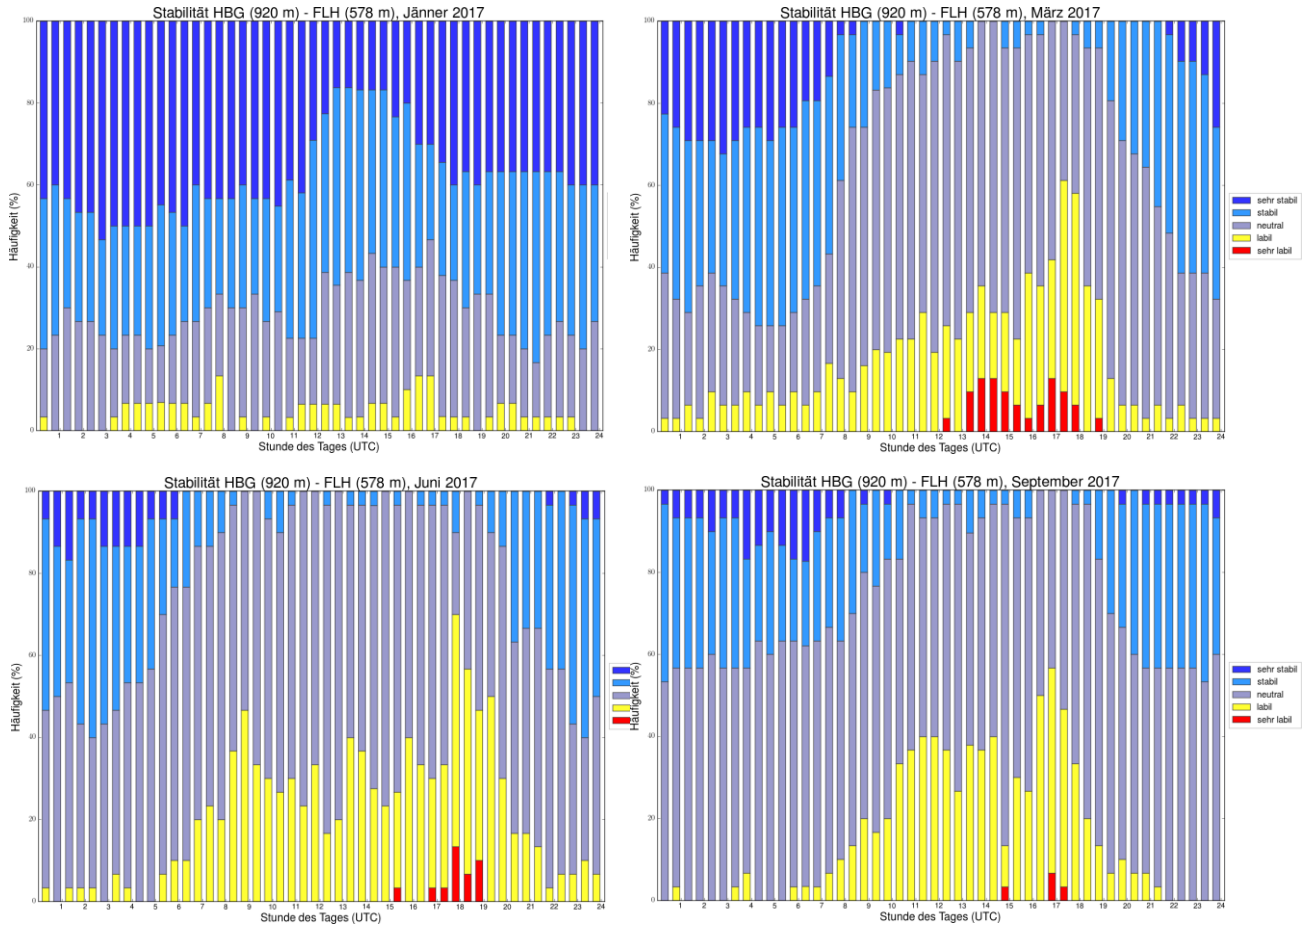 Stabilität HBG (920 m) - FLH (578 m), Jänner 2017
100
80
60
40
20
0
Häufigkeit (%)
1 2 3 4 5 6 7 8 9 10 11 12 13 14 15 16 17 18 19 20 21 22 23 24
Stunde des Tages (UTC)
Stabilität HBG (920 m) - FLH (578 m), März 2017
100
80
60
40
20
0
Häufigkeit (%)
1 2 3 4 5 6 7 8 9 10 11 12 13 14 15 16 17 18 19 20 21 22 23 24
Stunde des Tages (UTC)
sehr stabil
stabil
neutral
labil
sehr labil
Stabilität HBG (920 m) - FLH (578 m), Juni 2017
100
80
60
40
20
0
Häufigkeit (%)
1 2 3 4 5 6 7 8 9 10 11 12 13 14 15 16 17 18 19 20 21 22 23 24
Stunde des Tages (UTC)
Stabilität HBG (920 m) - FLH (578 m), September 2017
100
80
60
40
20
0
Häufigkeit (%)
1 2 3 4 5 6 7 8 9 10 11 12 13 14 15 16 17 18 19 20 21 22 23 24
Stunde des Tages (UTC)
sehr stabil
stabil
neutral
labil
sehr labil